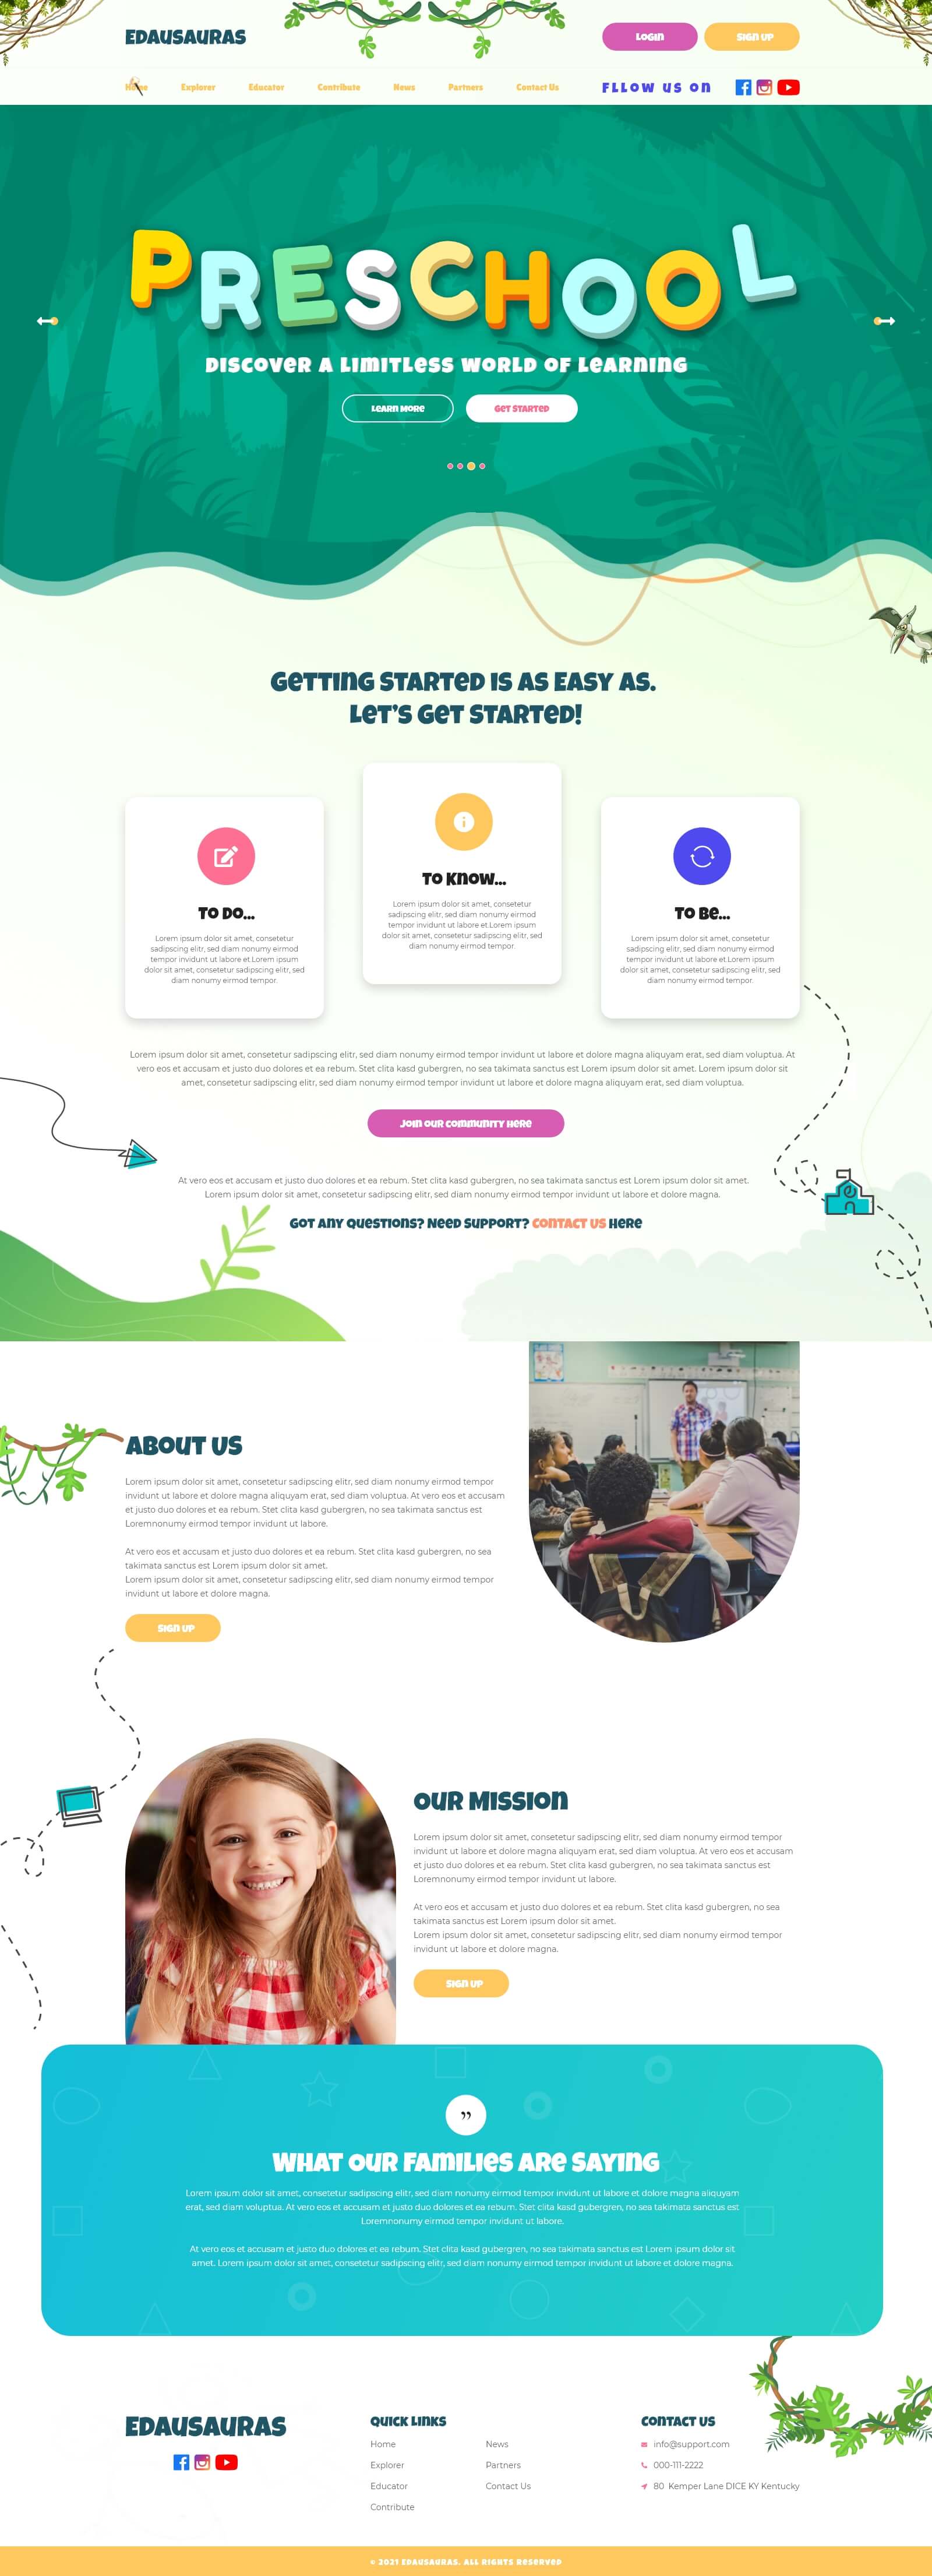 EDAUSAURAS
LOGIN
SIGN UP
Home
Explorer
Educator
Contribute
News
Partners
Contact Us
FLLOW US ON
PRESCHOOL
DISCOVER A LIMITLESS WORLD OF LEARNING
LEARN MORE
GET STARTED
GETTING STARTED IS AS EASY AS.
LET'S GET STARTED!
TO DO...
Lorem ipsum dolor sit amet, consetetur
sadipscing elitr, sed diam nonumy eirmod
tempor invidunt ut labore et.Lorem ipsum
dolor sit amet, consetetur sadipscing elitr, sed
diam nonumy eirmod tempor.
TO KNOW...
Lorem ipsum dolor sit amet, consetetur
sadipscing elitr, sed diam nonumy eirmod
tempor invidunt ut labore et.Lorem ipsum
dolor sit amet, consetetur sadipscing elitr, sed
diam nonumy eirmod tempor.
TO BE...
Lorem ipsum dolor sit amet, consetetur
sadipscing elitr, sed diam nonumy eirmod
tempor invidunt ut labore et.Lorem ipsum
dolor sit amet, consetetur sadipscing elitr, sed
diam nonumy eirmod tempor.
Lorem ipsum dolor sit amet, consetetur sadipscing elitr, sed diam nonumy eirmod tempor invidunt ut labore et dolore magna aliquyam erat, sed diam voluptua. At
vero eos et accusam et justo duo dolores et ea rebum. Stet clita kasd gubergren, no sea takimata sanctus est Lorem ipsum dolor sit amet. Lorem ipsum dolor sit
amet, consetetur sadipscing elitr, sed diam nonumy eirmod tempor invidunt ut labore et dolore magna aliquyam erat, sed diam voluptua.
JOIN OUR COMMUNITY HERE
At vero eos et accusam et justo duo dolores et ea rebum. Stet clita kasd gubergren, no sea takimata sanctus est Lorem ipsum dolor sit amet.
Lorem ipsum dolor sit amet, consetetur sadipscing elitr, sed diam nonumy eirmod tempor invidunt ut labore et dolore magna.
GOT ANY QUESTIONS? NEED SUPPORT? CONTACT US HERE
ABOUT US
Lorem ipsum dolor sit amet, consetetur sadipscing elitr, sed diam nonumy eirmod tempor
invidunt ut labore et dolore magna aliquyam erat, sed diam voluptua. At vero eos et accusam
et justo duo dolores et ea rebum. Stet clita kasd gubergren, no sea takimata sanctus est
Loremnonumy eirmod tempor invidunt ut labore.
At vero eos et accusam et justo duo dolores et ea rebum. Stet clita kasd gubergren, no sea
takimata sanctus est Lorem ipsum dolor sit amet.
Lorem ipsum dolor sit amet, consetetur sadipscing elitr, sed diam nonumy eirmod tempor
invidunt ut labore et dolore magna.
SIGN UP
OUR MISSION
Lorem ipsum dolor sit amet, consetetur sadipscing elitr, sed diam nonumy eirmod tempor
invidunt ut labore et dolore magna aliquyam erat, sed diam voluptua. At vero eos et accusam
et justo duo dolores et ea rebum. Stet clita kasd gubergren, no sea takimata sanctus est
Loremnonumy eirmod tempor invidunt ut labore.
At vero eos et accusam et justo duo dolores et ea rebum. Stet clita kasd gubergren, no sea
takimata sanctus est Lorem ipsum dolor sit amet.
Lorem ipsum dolor sit amet, consetetur sadipscing elitr, sed diam nonumy eirmod tempor
invidunt ut labore et dolore magna.
SIGN UP
”
WHAT OUR FAMILIES ARE SAYING
Lorem ipsum dolor sit amet, consetetur sadipscing elitr, sed diam nonumy eirmod tempor invidunt ut labore et dolore magna aliquyam
erat, sed diam voluptua. At vero eos et accusam et justo duo dolores et ea rebum. Stet clita kasd gubergren, no sea takimata sanctus est
Loremnonumy eirmod tempor invidunt ut labore.
At vero eos et accusam et justo duo dolores et ea rebum. Stet clita kasd gubergren, no sea takimata sanctus est Lorem ipsum dolor sit
amet. Lorem ipsum dolor sit amet, consetetur sadipscing elitr, sed diam nonumy eirmod tempor invidunt ut labore et dolore magna.
EDAUSAURAS
QUICK LINKS
Home
Explorer
Educator
Contribute
News
Partners
Contact Us
CONTACT US
info@support.com
000-111-2222
80 Kemper Lane DICE KY Kentucky
© 2021 EDAUSAURAS. ALL RIGHTS RESERVED